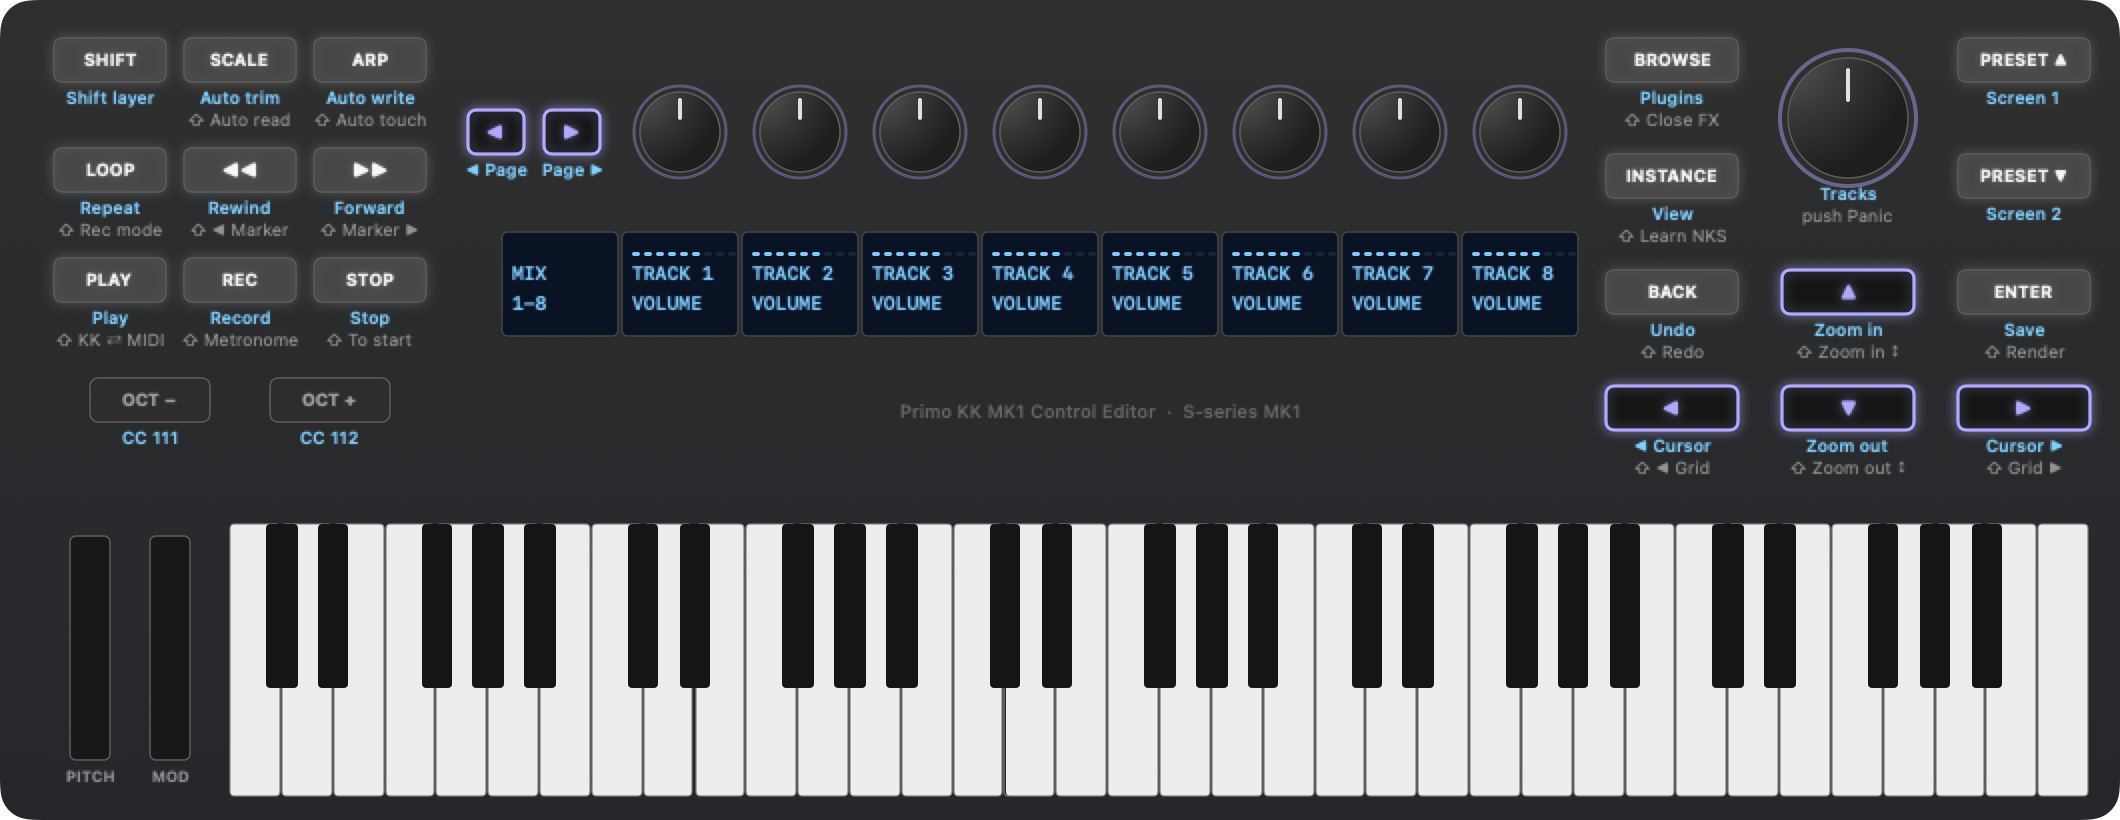 SHIFT SCALE ARP
Shift layer Auto trim Auto write
⇧ Auto read ⇧ Auto touch
LOOP ◀◀ ▶▶
Repeat Rewind Forward
⇧ Rec mode ⇧ ◀ Marker ⇧ Marker ▶
PLAY REC STOP
Play Record Stop
⇧ KK ⇄ MIDI ⇧ Metronome ⇧ To start
OCT − OCT +
CC 111 CC 112
◀ ▶
◀ Page Page ▶
MIX TRACK 1 TRACK 2 TRACK 3 TRACK 4 TRACK 5 TRACK 6 TRACK 7 TRACK 8
1–8 VOLUME VOLUME VOLUME VOLUME VOLUME VOLUME VOLUME VOLUME
Primo KK MK1 Control Editor · S-series MK1
BROWSE PRESET ▲
Plugins Screen 1
⇧ Close FX
INSTANCE PRESET ▼
Tracks
View push Panic Screen 2
⇧ Learn NKS
BACK ▲ ENTER
Undo Zoom in Save
⇧ Redo ⇧ Zoom in ↕ ⇧ Render
◀ ▼ ▶
◀ Cursor Zoom out Cursor ▶
⇧ ◀ Grid ⇧ Zoom out ↕ ⇧ Grid ▶
PITCH MOD